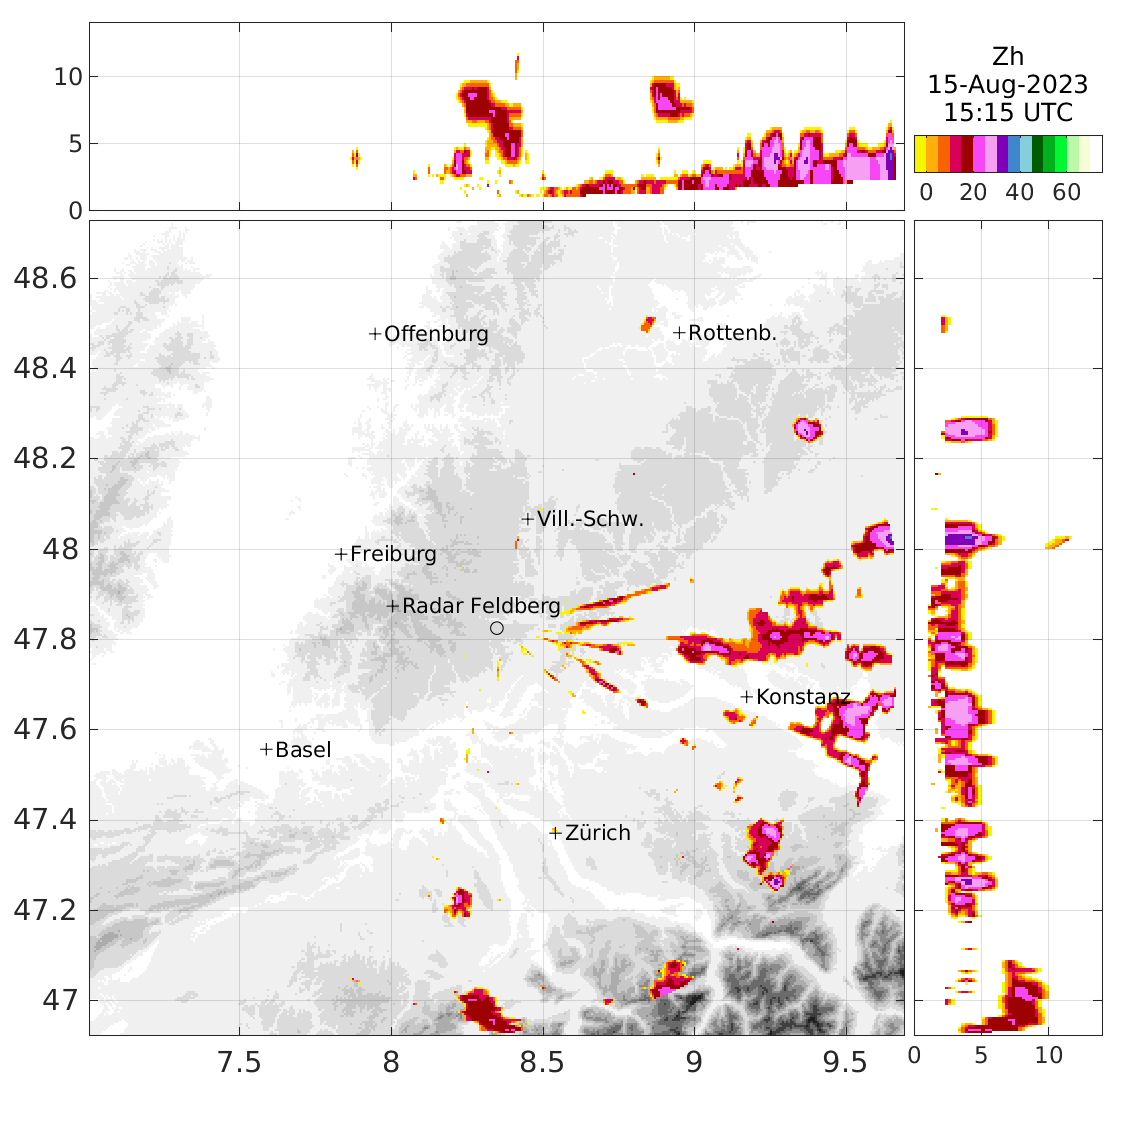 10
5
0
Zh
15-Aug-2023
15:15 UTC
0 20 40 60
48.6
48.4
48.2
48
47.8
47.6
47.4
47.2
47
+Offenburg
+Rottenb.
+Vill.-Schw.
+Freiburg
+Radar Feldberg
+Konstanz
+Basel
+Zürich
7.5 8 8.5 9 9.5
0 5 10